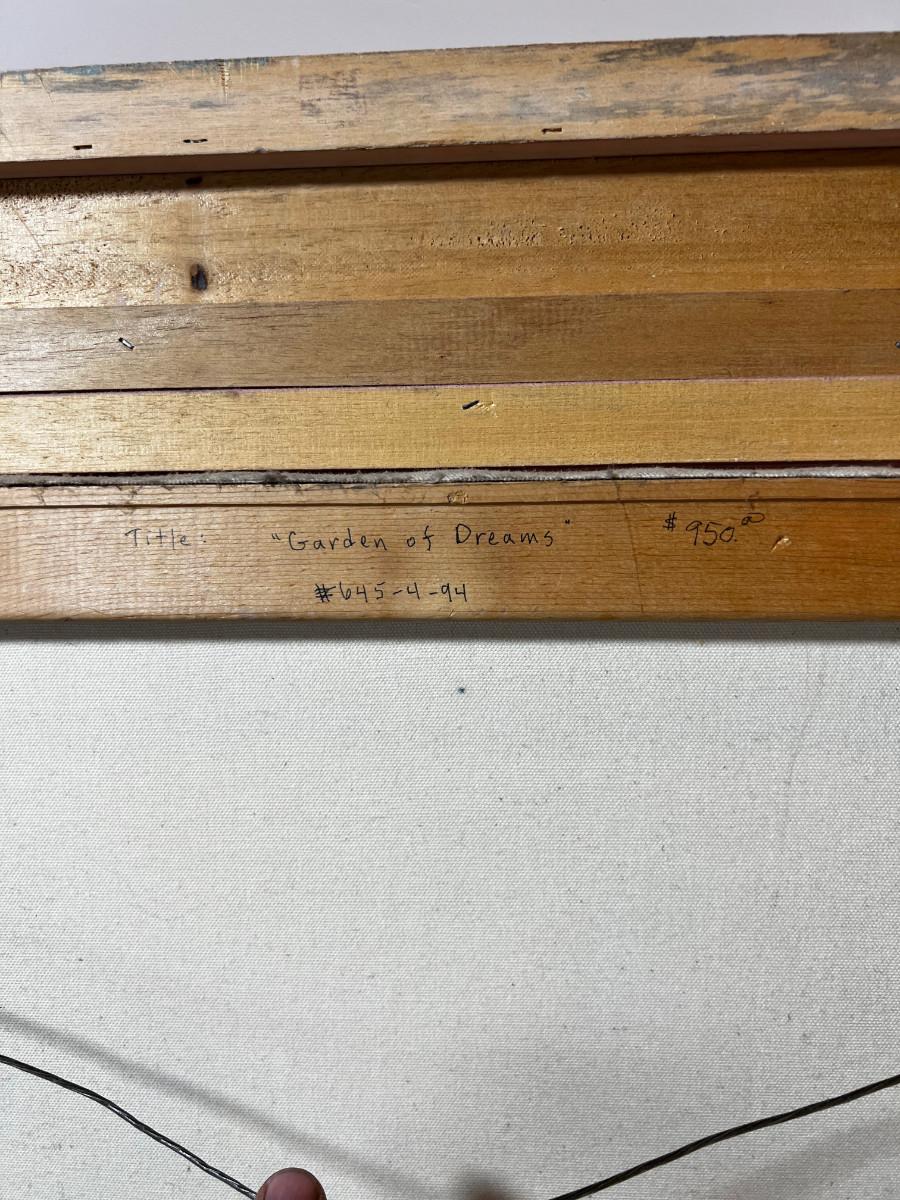 Title: "Garden of Dreams" $950.00
#645-4-94